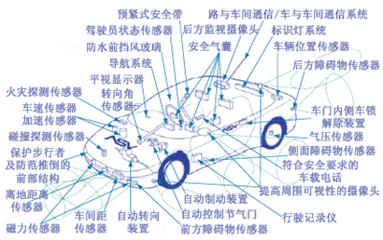 预紧式安全带
路与车间通信/车与车间通信系统
驾驶员状态传感器
后方监视摄像头
标识灯系统
防水前挡风玻璃
安全气囊
车辆位置传感器
导航系统
后方障碍物传感器
平视显示器
火灾探测传感器
转向角
传感器
车速传感器
加速传感器
车门内侧车锁
解除装置
碰撞探测传感器
气压传感器
保护步行者
及防范推倒的
前部结构
侧面障碍物传感器
符合安全要求的
车载电话
离地距离
传感器
提高周围可视性的摄像头
自动制动装置
磁力传感器
车间距
传感器
自动转向
装置
自动控制节气门
前方障碍物传感器
行驶记录仪
ASV